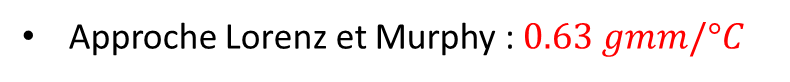 • Approche Lorenz et Murphy : 0.63 gmm/°C